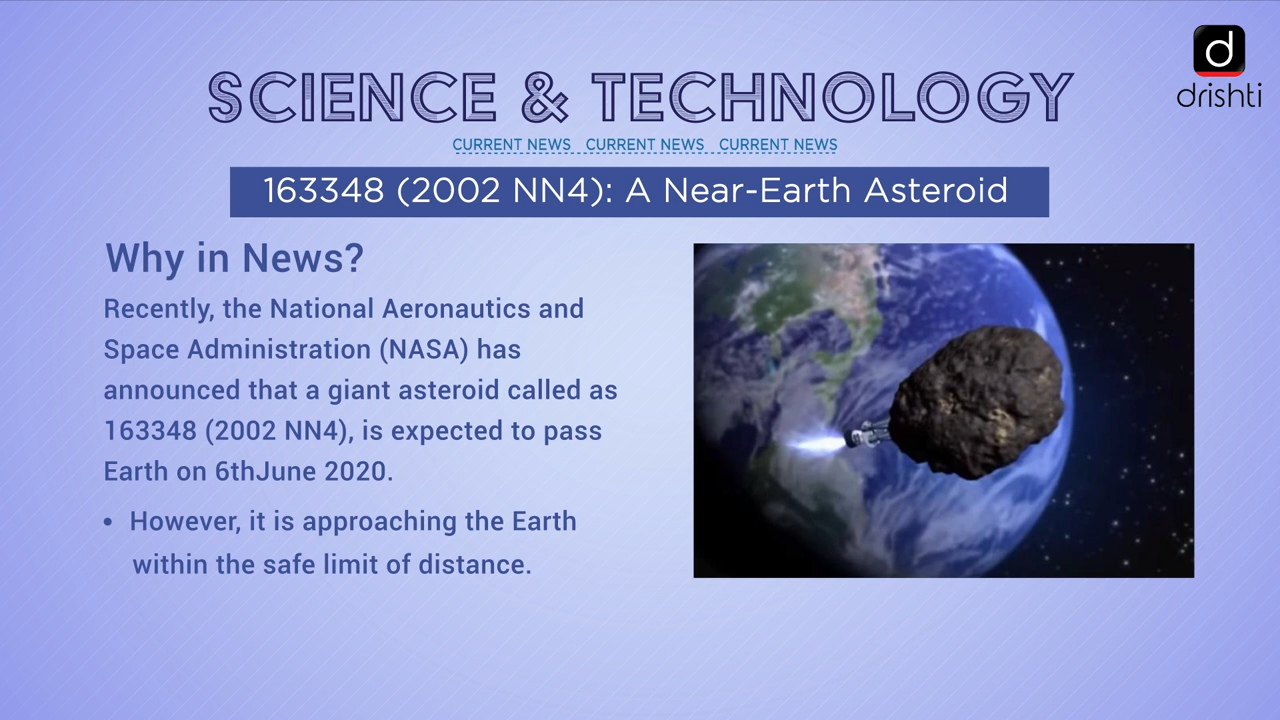 d
drishti
SCIENCE & TECHNOLOGY
CURRENT NEWS CURRENT NEWS CURRENT NEWS
163348 (2002 NN4): A Near-Earth Asteroid
Why in News?
Recently, the National Aeronautics and
Space Administration (NASA) has
announced that a giant asteroid called as
163348 (2002 NN4), is expected to pass
Earth on 6thJune 2020.
• However, it is approaching the Earth
within the safe limit of distance.